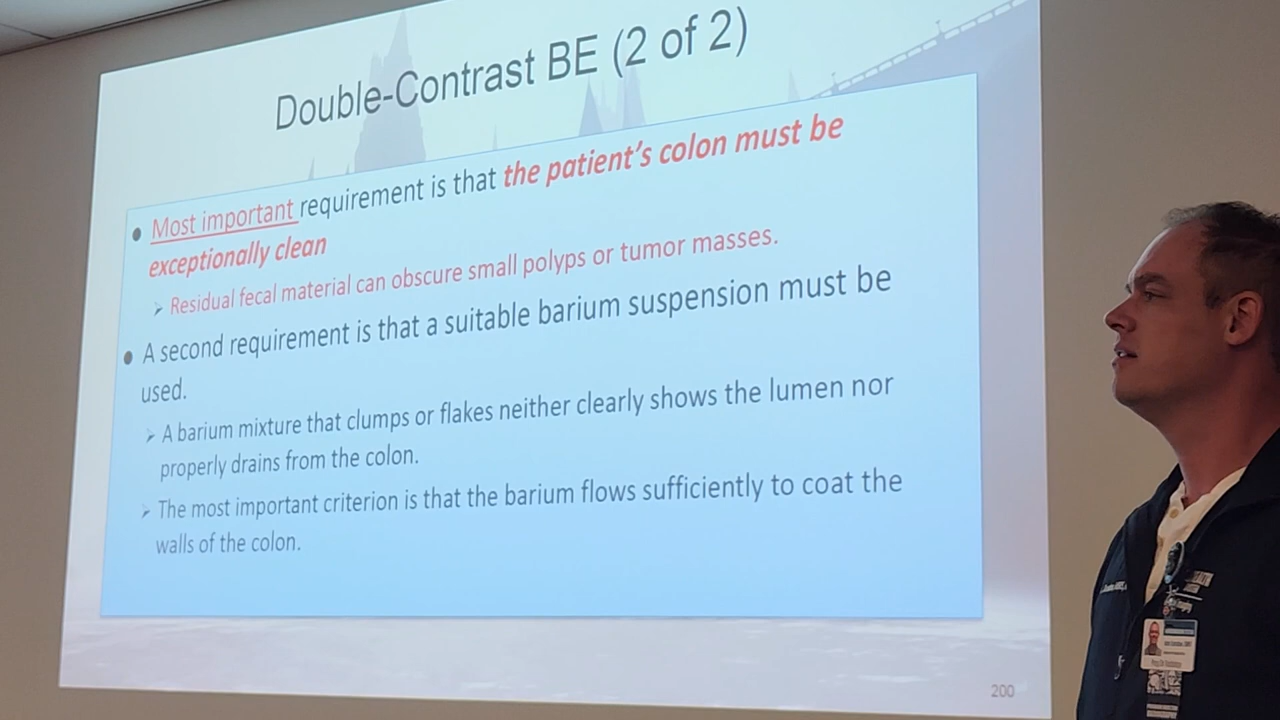 Double-Contrast BE (2 of 2)
● Most important requirement is that the patient's colon must be
exceptionally clean
➢ Residual fecal material can obscure small polyps or tumor masses.
● A second requirement is that a suitable barium suspension must be
used.
➢ A barium mixture that clumps or flakes neither clearly shows the lumen nor
properly drains from the colon.
➢ The most important criterion is that the barium flows sufficiently to coat the
walls of the colon.
200